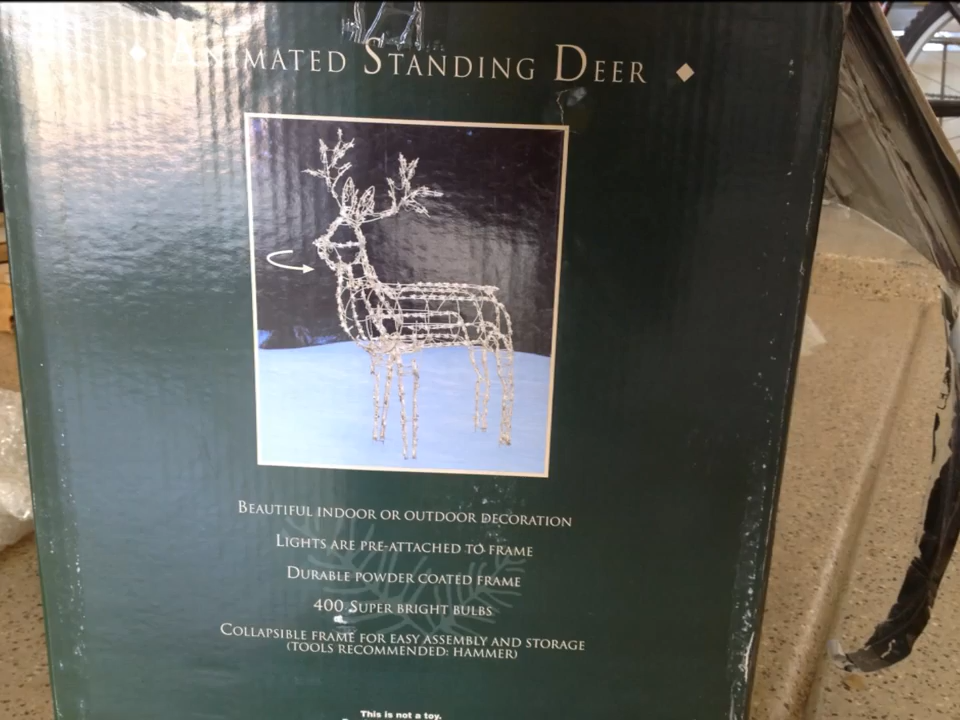 ANIMATED STANDING DEER
BEAUTIFUL INDOOR OR OUTDOOR DECORATION
LIGHTS ARE PRE-ATTACHED TO FRAME
DURABLE POWDER COATED FRAME
400 SUPER BRIGHT BULBS
COLLAPSIBLE FRAME FOR EASY ASSEMBLY AND STORAGE
(TOOLS RECOMMENDED: HAMMER)
This is not a toy.